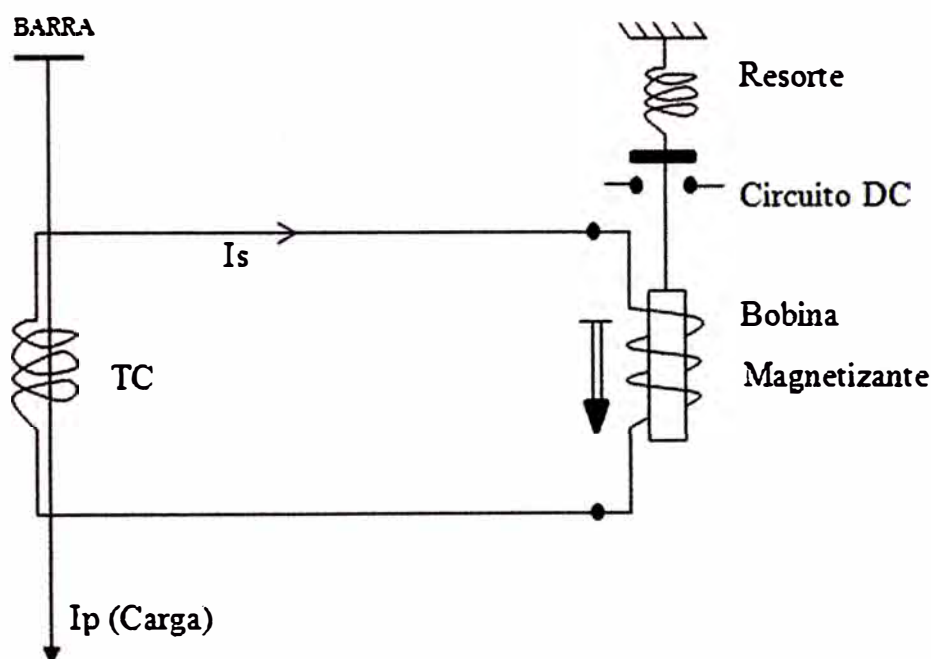 BARRA
Resorte
Circuito DC
Is
Bobina
Magnetizante
TC
Ip (Carga)